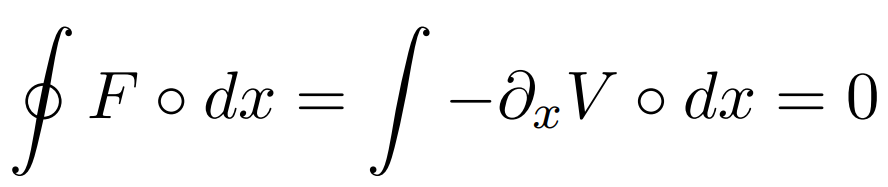 ∮ F ∘ dx = ∫ −∂ₓV ∘ dx = 0